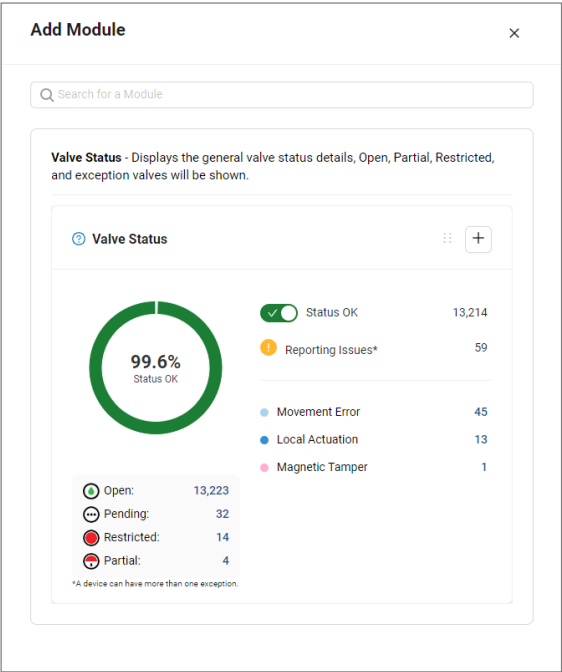 Add Module
Search for a Module
Valve Status - Displays the general valve status details, Open, Partial, Restricted,
and exception valves will be shown.
Valve Status
99.6%
Status OK
Status OK 13,214
Reporting Issues* 59
Movement Error 45
Local Actuation 13
Magnetic Tamper 1
Open: 13,223
Pending: 32
Restricted: 14
Partial: 4
*A device can have more than one exception.